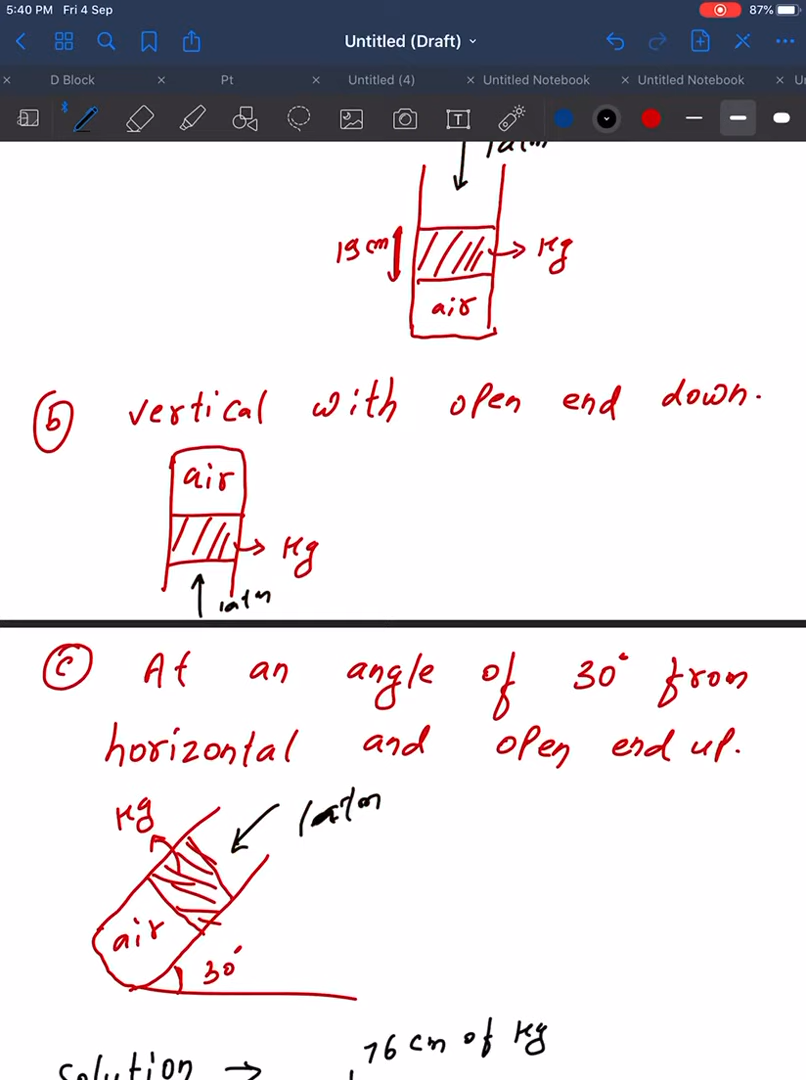 5:40 PM Fri 4 Sep
87%
Untitled (Draft)
D Block
Pt
Untitled (4)
Untitled Notebook
Untitled Notebook
T
1atm
19 cm
Hg
air
b vertical with open end down.
air
Hg
1atm
c At an angle of 30° from
horizontal and open end up.
Hg
1atm
air
30°
76 cm of Hg
Solution →